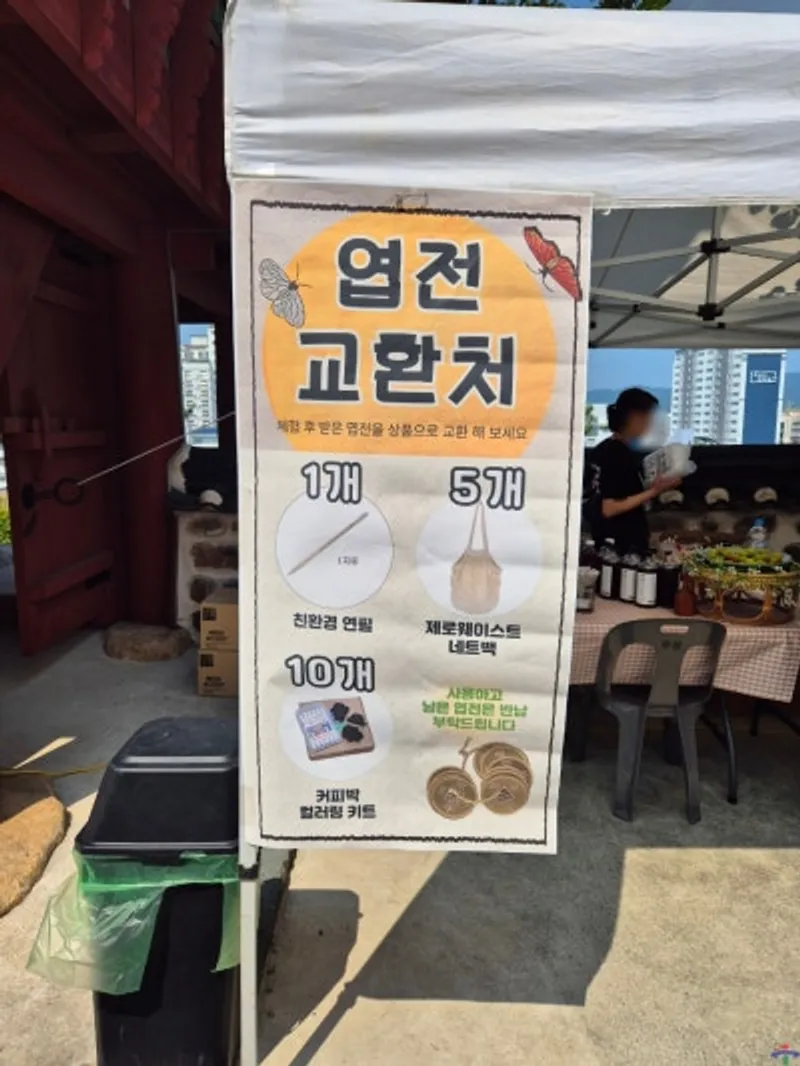 엽전
교환처
체험 후 받은 엽전을 상품으로 교환 해 보세요
1개
5개
친환경 연필
제로웨이스트
네트백
10개
사용하고
남은 엽전은 반납
부탁드립니다
커피박
컬러링 키트